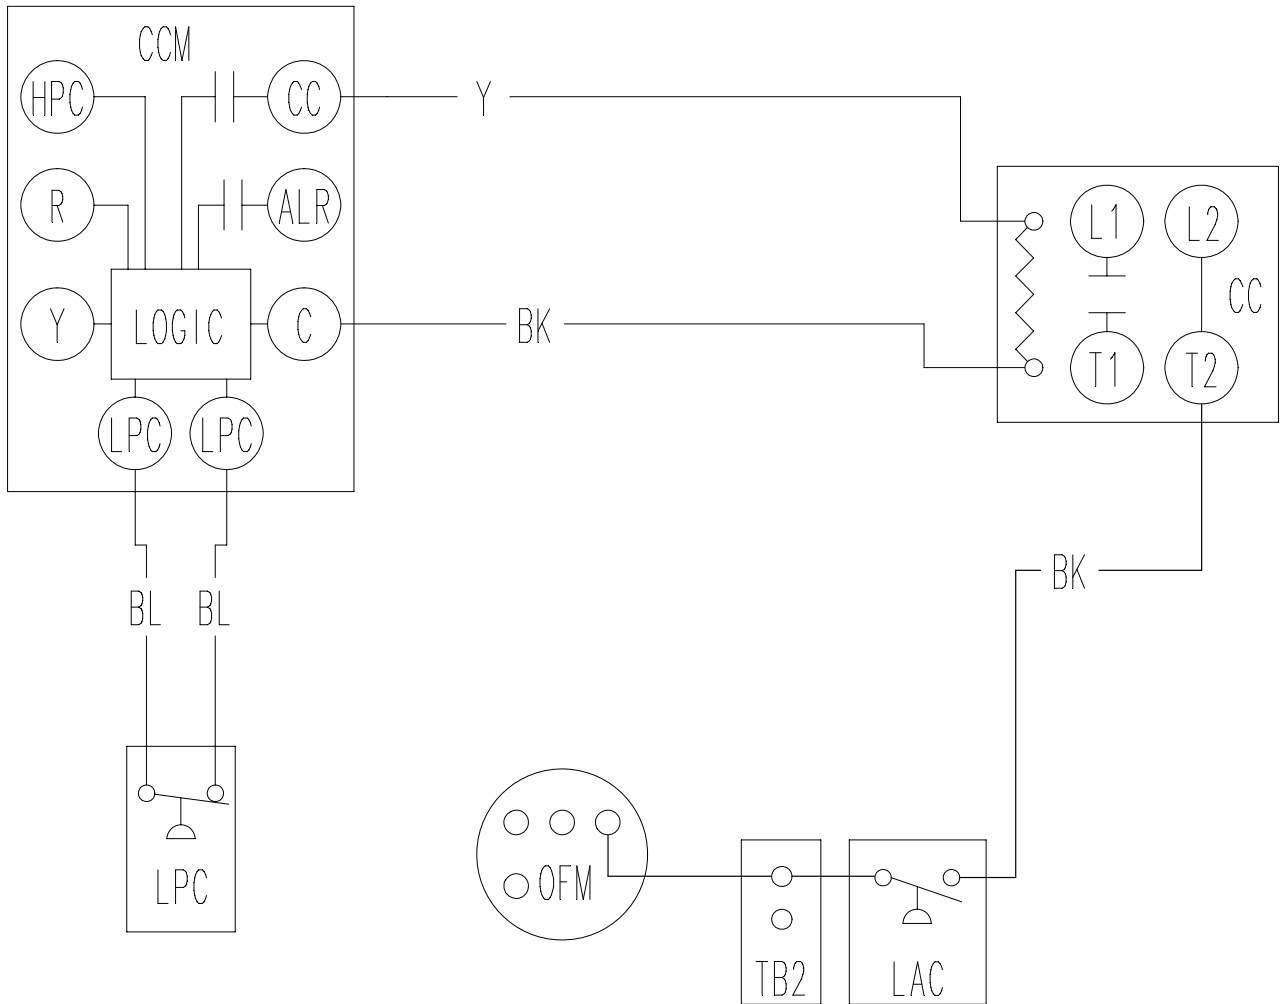 CCM
HPC CC Y
R ALR
L1 L2
CC
Y LOGIC C BK
T1 T2
LPC LPC
BK
BL BL
LPC OFM
TB2 LAC